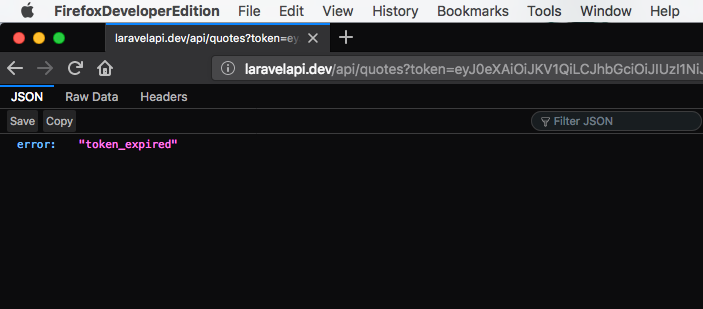 FirefoxDeveloperEdition File Edit View History Bookmarks Tools Window Help
laravelapi.dev/api/quotes?token=ey
laravelapi.dev/api/quotes?token=eyJ0eXAiOiJKV1QiLCJhbGciOiJIUzI1NiJ
JSON Raw Data Headers
Save Copy Filter JSON
error: "token_expired"